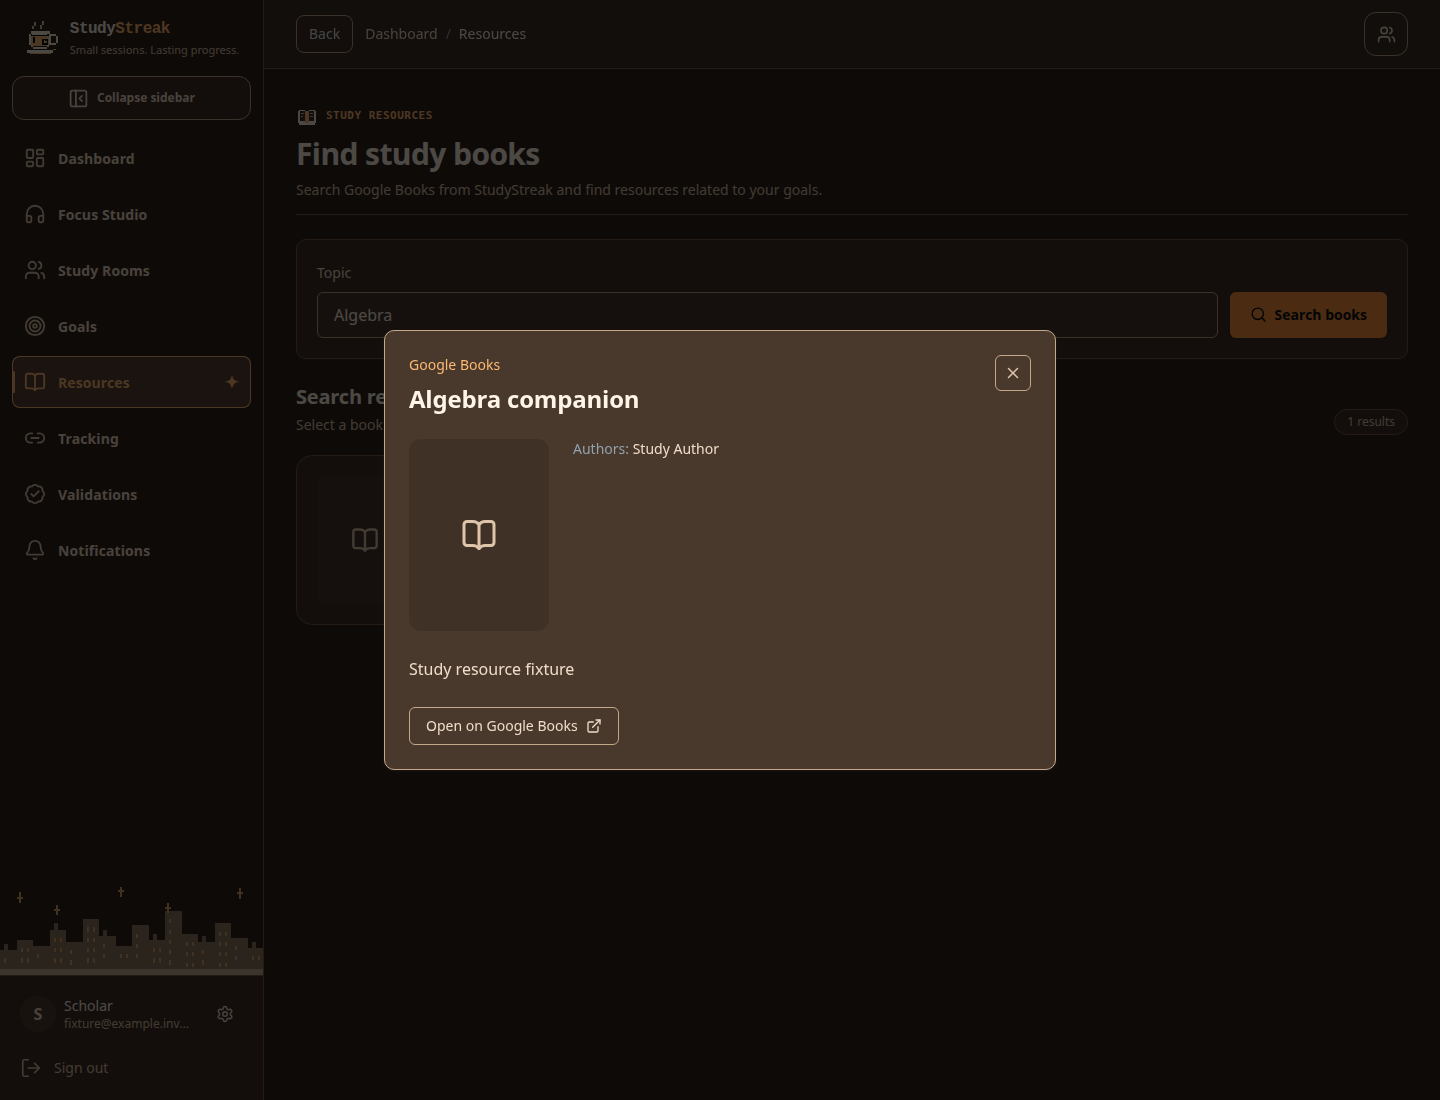 StudyStreak
Small sessions. Lasting progress.
Collapse sidebar
Dashboard
Focus Studio
Study Rooms
Goals
Resources
Tracking
Validations
Notifications
S
Scholar
fixture@example.inv...
Sign out
Back
Dashboard / Resources
STUDY RESOURCES
Find study books
Search Google Books from StudyStreak and find resources related to your goals.
Topic
Algebra
Search books
Search re
Select a book
1 results
Google Books
Algebra companion
Authors: Study Author
Study resource fixture
Open on Google Books